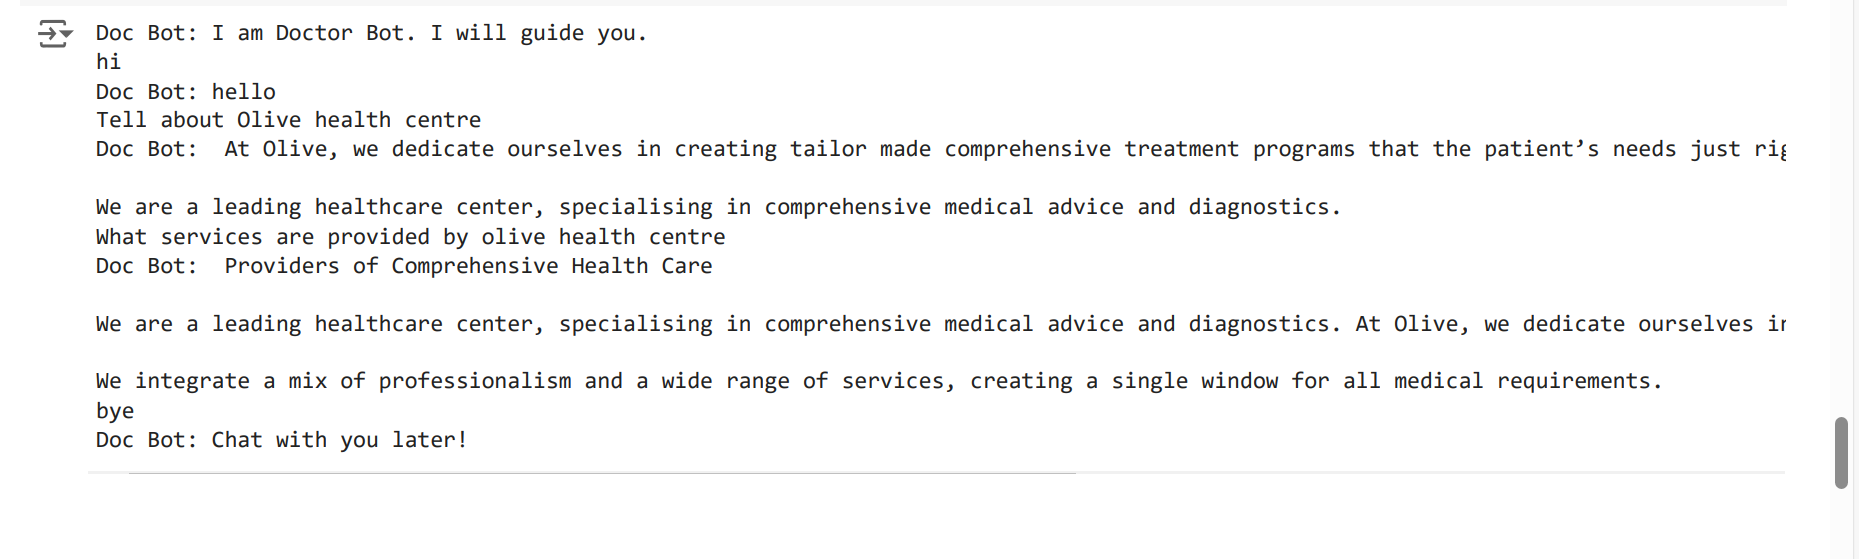 Doc Bot: I am Doctor Bot. I will guide you.
hi
Doc Bot: hello
Tell about Olive health centre
Doc Bot:  At Olive, we dedicate ourselves in creating tailor made comprehensive treatment programs that the patient’s needs just
We are a leading healthcare center, specialising in comprehensive medical advice and diagnostics.
What services are provided by olive health centre
Doc Bot:  Providers of Comprehensive Health Care
We are a leading healthcare center, specialising in comprehensive medical advice and diagnostics. At Olive, we dedicate ourselves
We integrate a mix of professionalism and a wide range of services, creating a single window for all medical requirements.
bye
Doc Bot: Chat with you later!